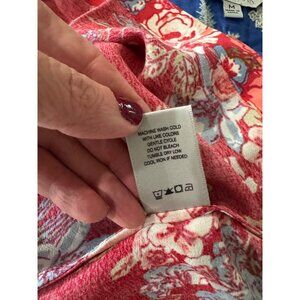 M
MACHINE WASH COLD
WITH LIKE COLORS
GENTLE CYCLE
DO NOT BLEACH
TUMBLE DRY LOW
COOL IRON IF NEEDED